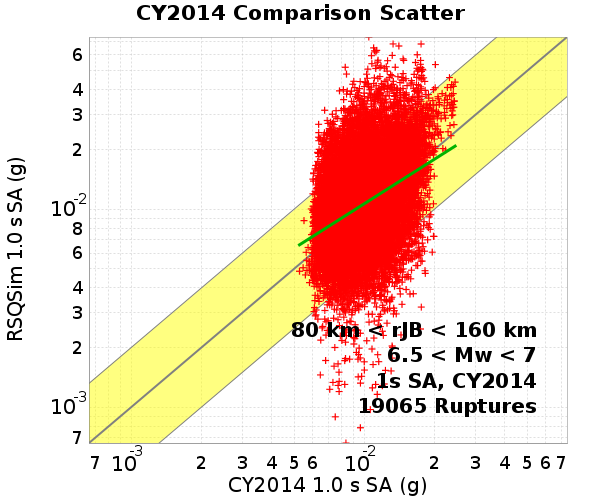 CY2014 Comparison Scatter
6
4
3
2
10-2
8
6
4
3
2
10-3
7
RSQSim 1.0 s SA (g)
80 km < rJB < 160 km
6.5 < Mw < 7
1s SA, CY2014
19065 Ruptures
7 10-3 2 3 4 5 6 10-2 2 3 4 5 6 7
CY2014 1.0 s SA (g)